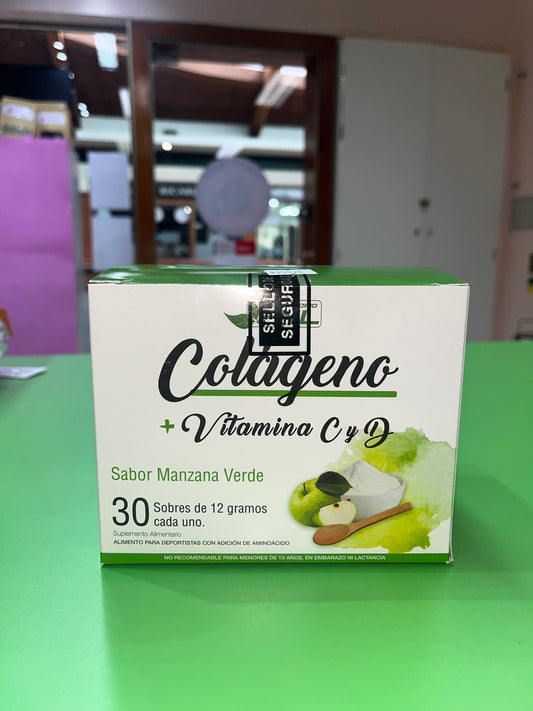 SELLO
SEGUR
Colágeno
+ Vitamina C y D
Sabor Manzana Verde
30 Sobres de 12 gramos
cada uno.
Suplemento Alimentario
ALIMENTO PARA DEPORTISTAS CON ADICIÓN DE AMINOÁCIDO
NO RECOMENDABLE PARA MENORES DE 15 AÑOS, EN EMBARAZO NI LACTANCIA